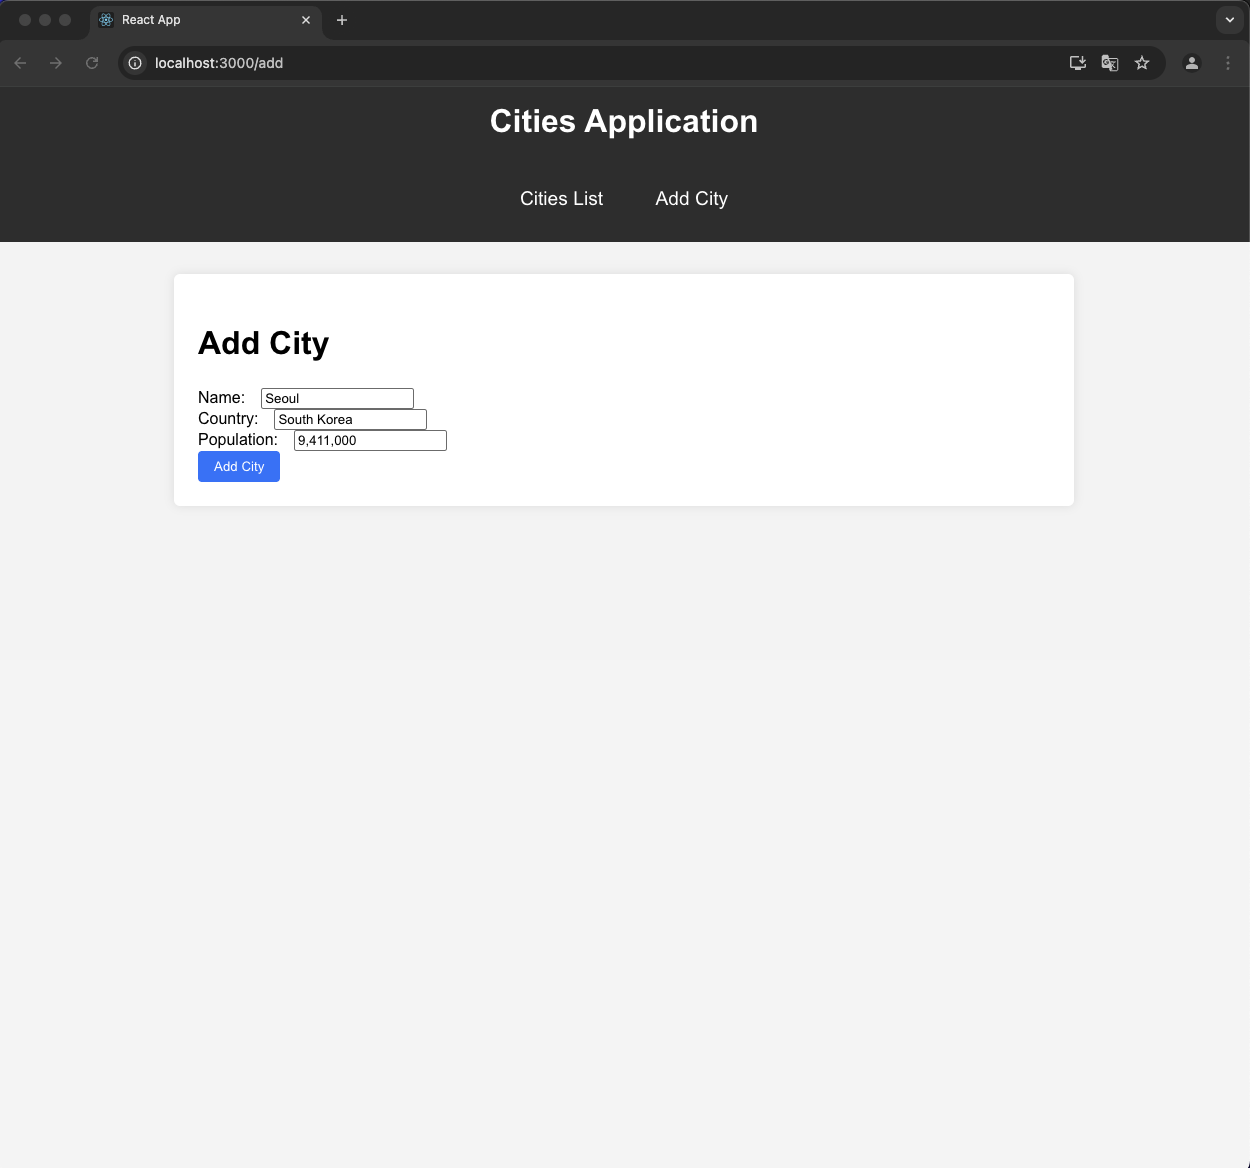 React App
localhost:3000/add
Cities Application
Cities List Add City
Add City
Name: Seoul
Country: South Korea
Population: 9,411,000
Add City